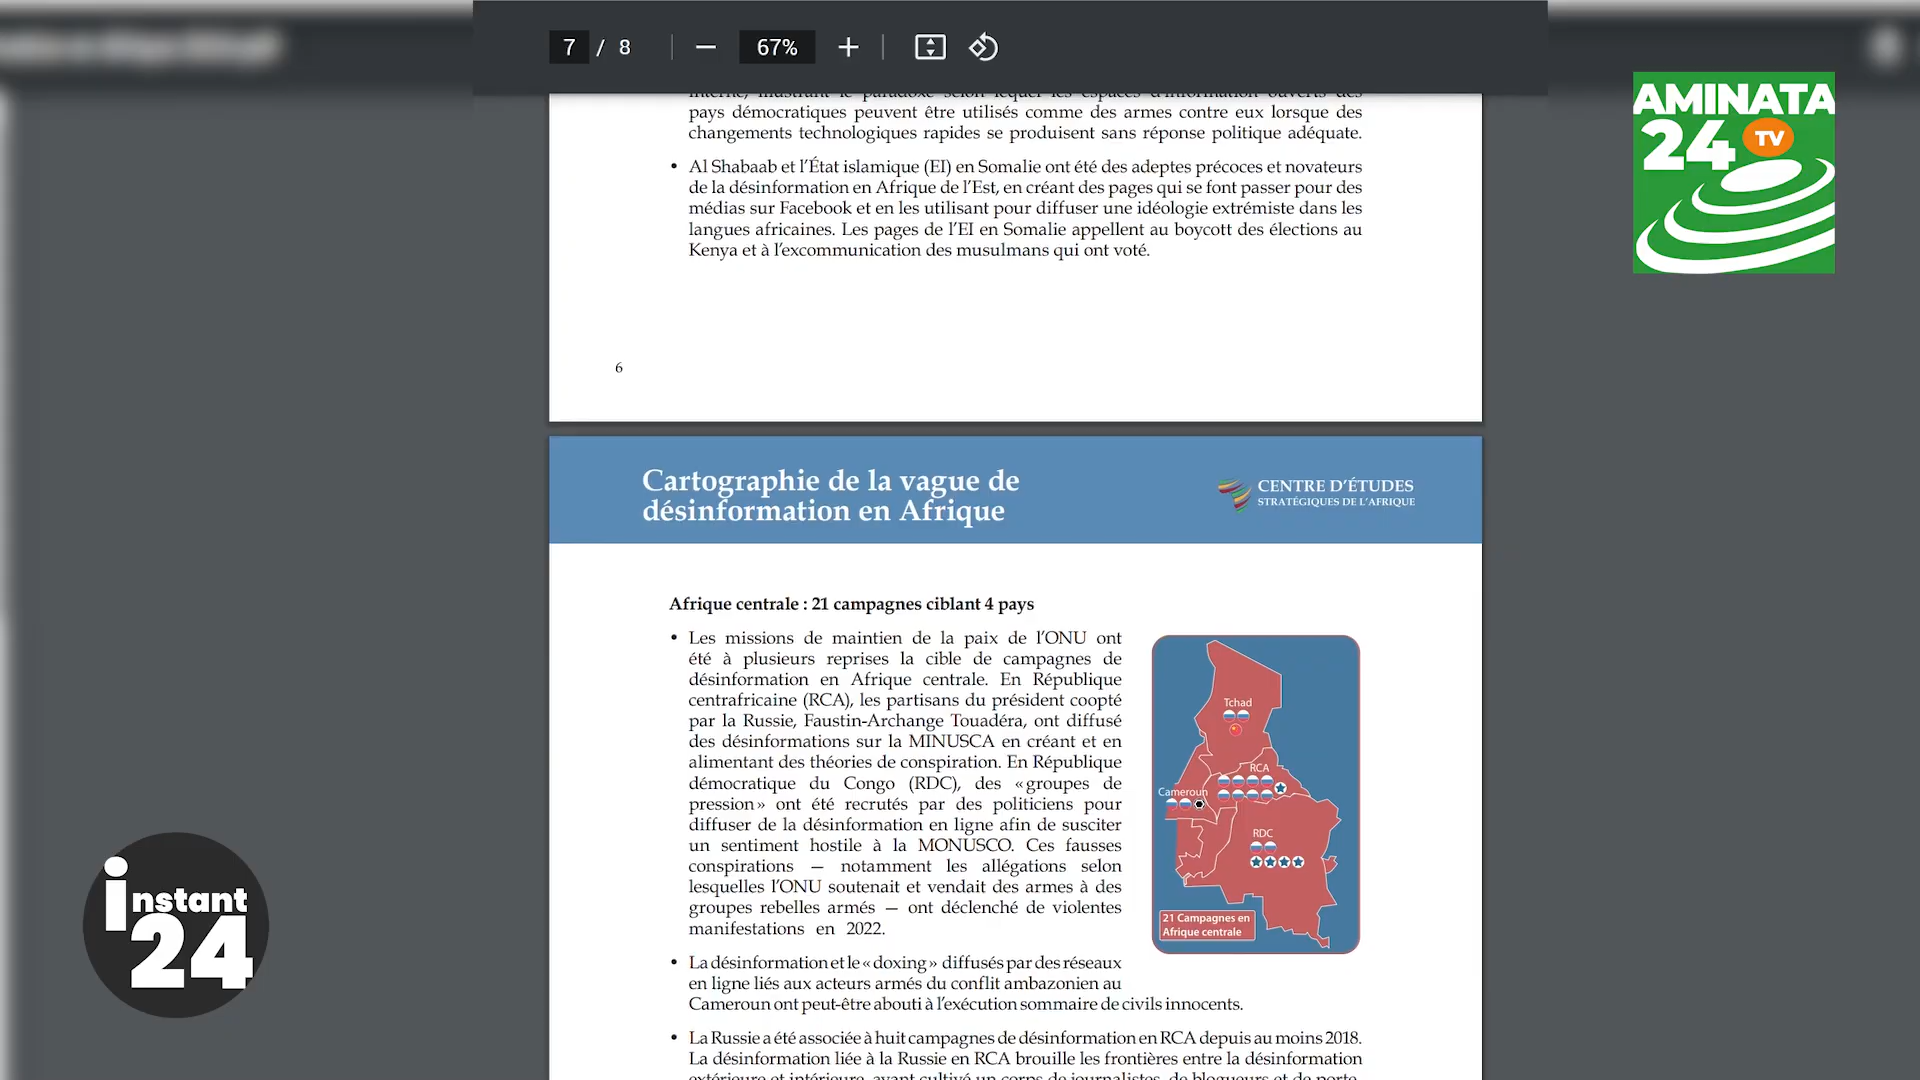 7 / 8
67%
AMINATA
24 TV
pays démocratiques peuvent être utilisés comme des armes contre eux lorsque des
changements technologiques rapides se produisent sans réponse politique adéquate.
• Al Shabaab et l'État islamique (EI) en Somalie ont été des adeptes précoces et novateurs
de la désinformation en Afrique de l'Est, en créant des pages qui se font passer pour des
médias sur Facebook et en les utilisant pour diffuser une idéologie extrémiste dans les
langues africaines. Les pages de l'EI en Somalie appellent au boycott des élections au
Kenya et à l'excommunication des musulmans qui ont voté.
6
Cartographie de la vague de
désinformation en Afrique
CENTRE D'ÉTUDES
STRATÉGIQUES DE L'AFRIQUE
Afrique centrale : 21 campagnes ciblant 4 pays
• Les missions de maintien de la paix de l'ONU ont
été à plusieurs reprises la cible de campagnes de
désinformation en Afrique centrale. En République
centrafricaine (RCA), les partisans du président coopté
par la Russie, Faustin-Archange Touadéra, ont diffusé
des désinformations sur la MINUSCA en créant et en
alimentant des théories de conspiration. En République
démocratique du Congo (RDC), des « groupes de
pression » ont été recrutés par des politiciens pour
diffuser de la désinformation en ligne afin de susciter
un sentiment hostile à la MONUSCO. Ces fausses
conspirations — notamment les allégations selon
lesquelles l'ONU soutenait et vendait des armes à des
groupes rebelles armés — ont déclenché de violentes
manifestations en 2022.
• La désinformation et le « doxing » diffusés par des réseaux
en ligne liés aux acteurs armés du conflit ambazonien au
Cameroun ont peut-être abouti à l'exécution sommaire de civils innocents.
• La Russie a été associée à huit campagnes de désinformation en RCA depuis au moins 2018.
La désinformation liée à la Russie en RCA brouille les frontières entre la désinformation
Tchad
RCA
Cameroun
RDC
21 Campagnes en
Afrique centrale
instant
24